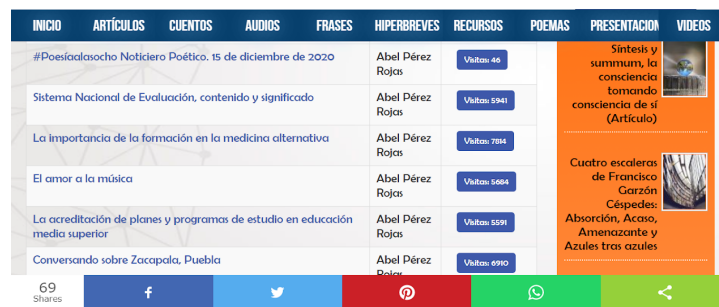 INICIO ARTÍCULOS CUENTOS AUDIOS FRASES HIPERBREVES RECURSOS POEMAS PRESENTACION VIDEOS
#Poesíaalasocho Noticiero Poético. 15 de diciembre de 2020
Abel Pérez
Rojas
Visitas: 46
Sistema Nacional de Evaluación, contenido y significado
Abel Pérez
Rojas
Visitas: 5941
La importancia de la formación en la medicina alternativa
Abel Pérez
Rojas
Visitas: 7814
El amor a la música
Abel Pérez
Rojas
Visitas: 5684
La acreditación de planes y programas de estudio en educación
media superior
Abel Pérez
Rojas
Visitas: 5591
Conversando sobre Zacapala, Puebla
Abel Pérez
Rojas
Visitas: 6910
Síntesis y
summum, la
consciencia
tomando
consciencia de sí
(Artículo)
Cuatro escaleras
de Francisco
Garzón
Céspedes:
Absorción, Acaso,
Amenazante y
Azules tras azules
69
Shares